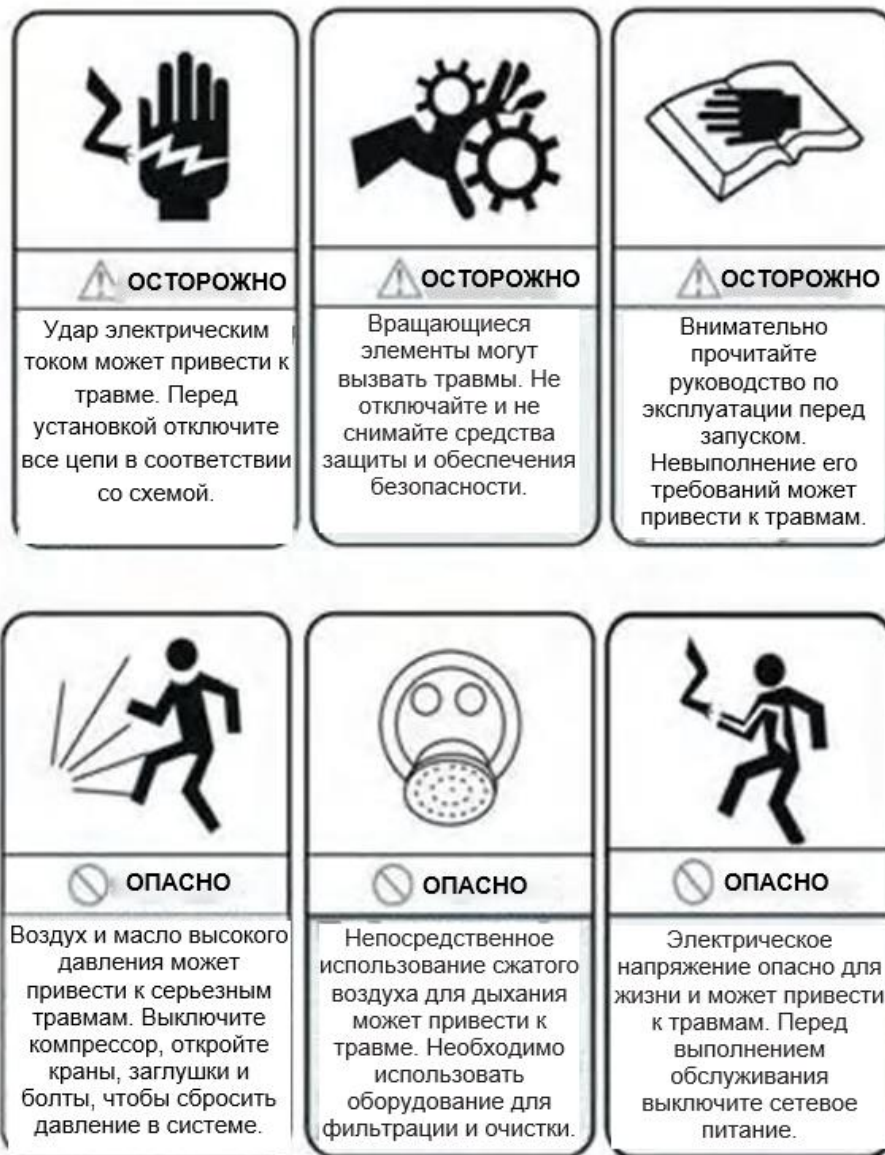 ОСТОРОЖНО
Удар электрическим
током может привести к
травме. Перед
установкой отключите
все цепи в соответствии
со схемой.
ОСТОРОЖНО
Вращающиеся
элементы могут
вызвать травмы. Не
отключайте и не
снимайте средства
защиты и обеспечения
безопасности.
ОСТОРОЖНО
Внимательно
прочитайте
руководство по
эксплуатации перед
запуском.
Невыполнение его
требований может
привести к травмам.
ОПАСНО
Воздух и масло высокого
давления может
привести к серьезным
травмам. Выключите
компрессор, откройте
краны, заглушки и
болты, чтобы сбросить
давление в системе.
ОПАСНО
Непосредственное
использование сжатого
воздуха для дыхания
может привести к
травме. Необходимо
использовать
оборудование для
фильтрации и очистки.
ОПАСНО
Электрическое
напряжение опасно для
жизни и может привести
к травмам. Перед
выполнением
обслуживания
выключите сетевое
питание.